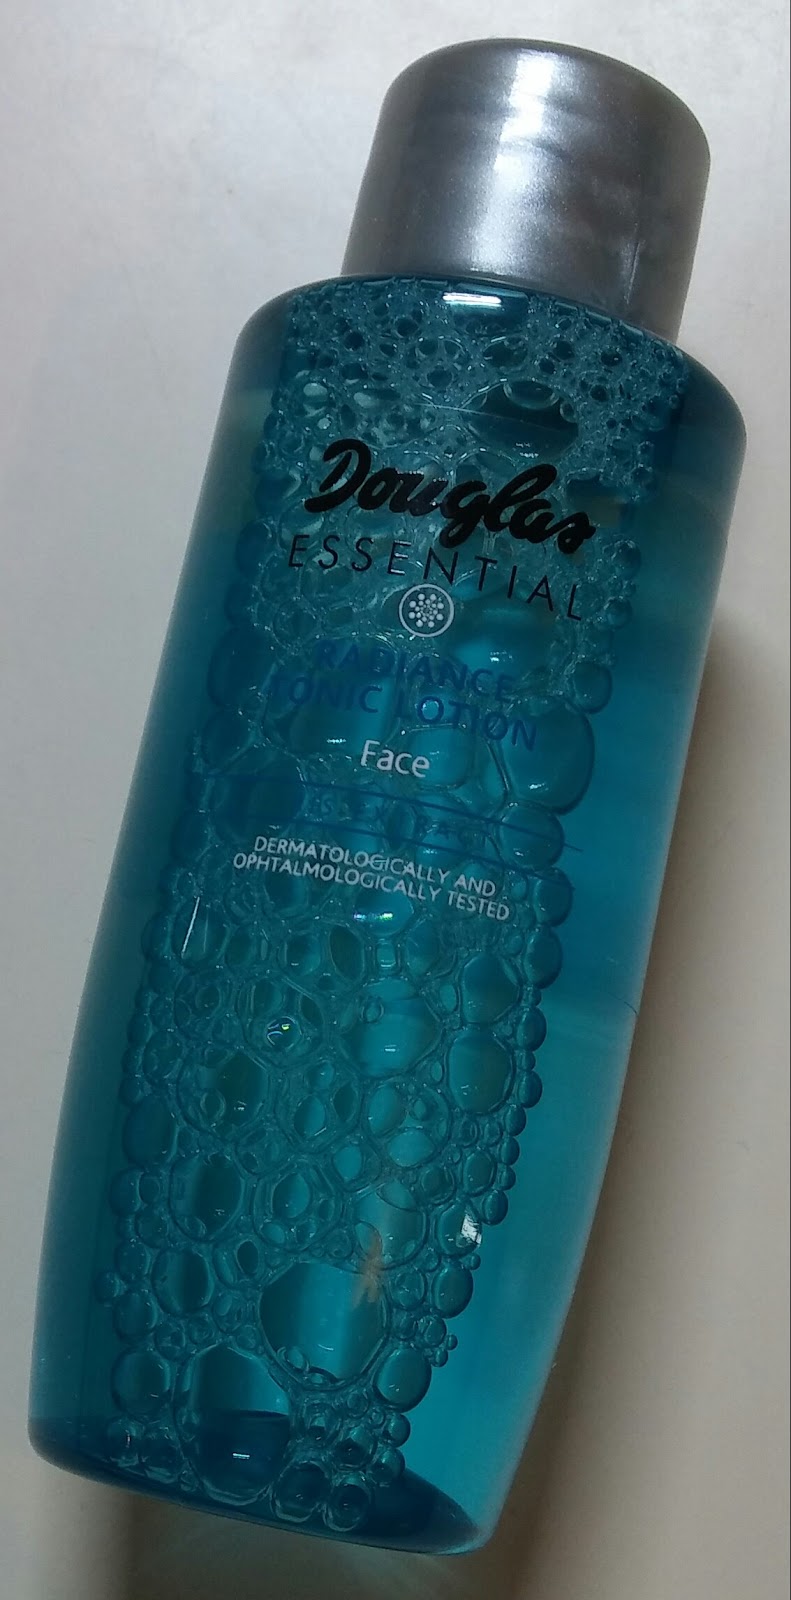 Douglas
ESSENTIAL
RADIANCE
TONIC LOTION
Face
DERMATOLOGICALLY AND
OPHTALMOLOGICALLY TESTED